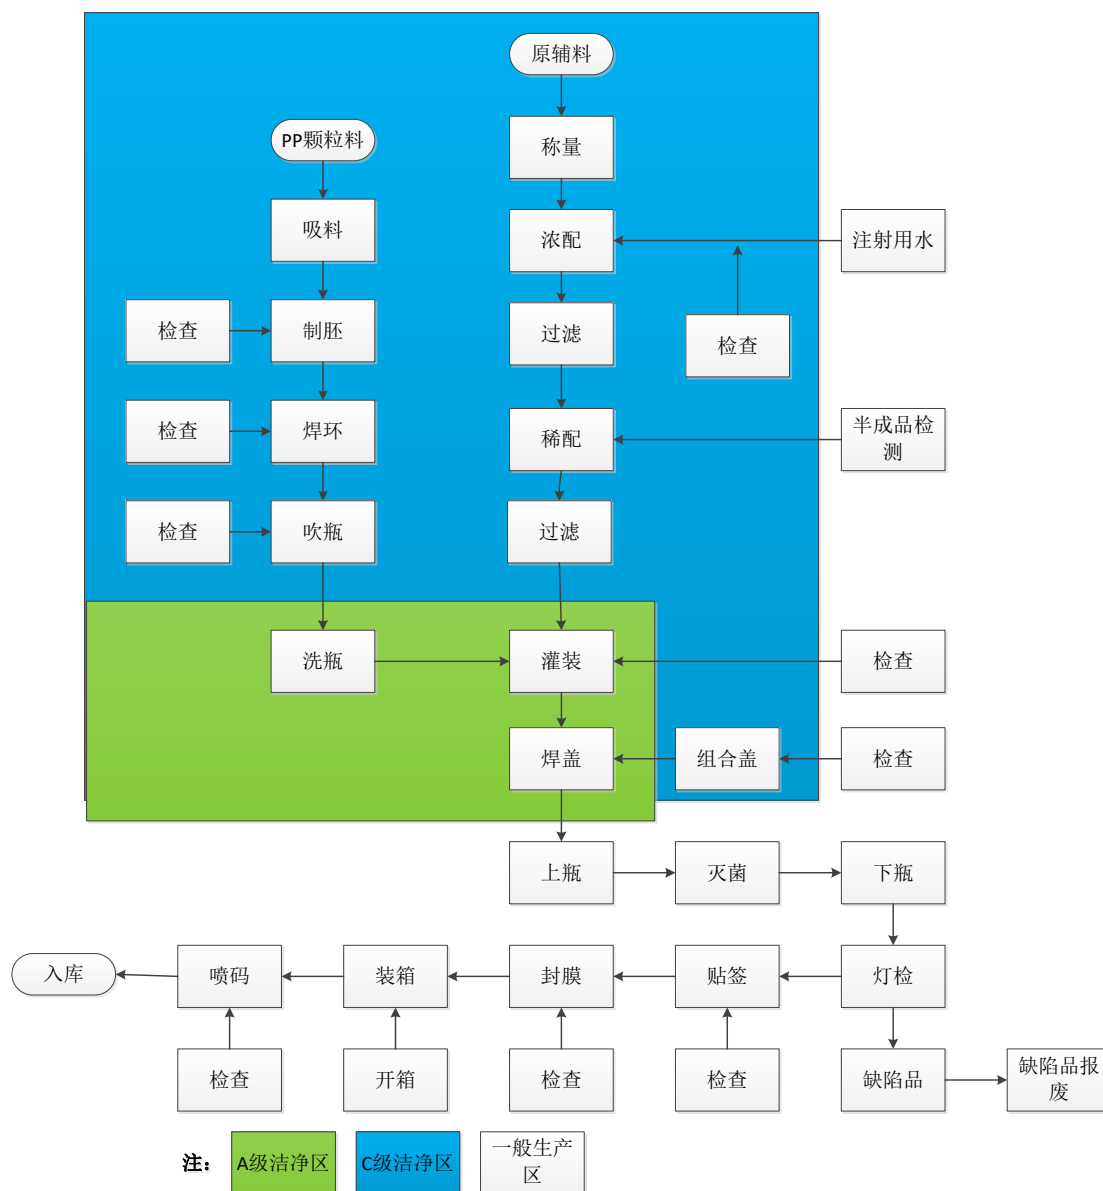 原辅料
PP颗粒料
称量
吸料
浓配
注射用水
制胚
检查
过滤
检查
检查
焊环
稀配
半成品检
测
检查
吹瓶
过滤
洗瓶
灌装
检查
焊盖
组合盖
检查
上瓶
灭菌
下瓶
入库
喷码
装箱
封膜
贴签
灯检
检查
开箱
检查
检查
缺陷品
缺陷品报
废
注：
A级洁净区
C级洁净区
一般生产
区